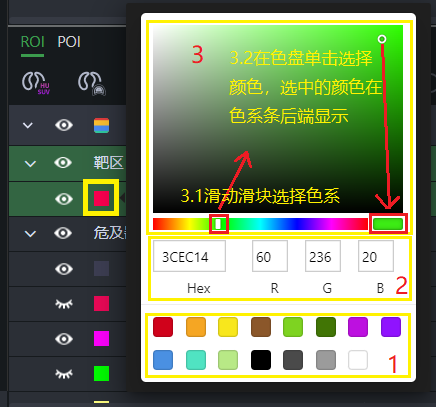 ROI POI
HU
SUV
靶区
危及
3
3.2在色盘单击选择
颜色，选中的颜色在
色系条后端显示
3.1滑动滑块选择色系
3CEC14 60 236 20
Hex R G B
2
1